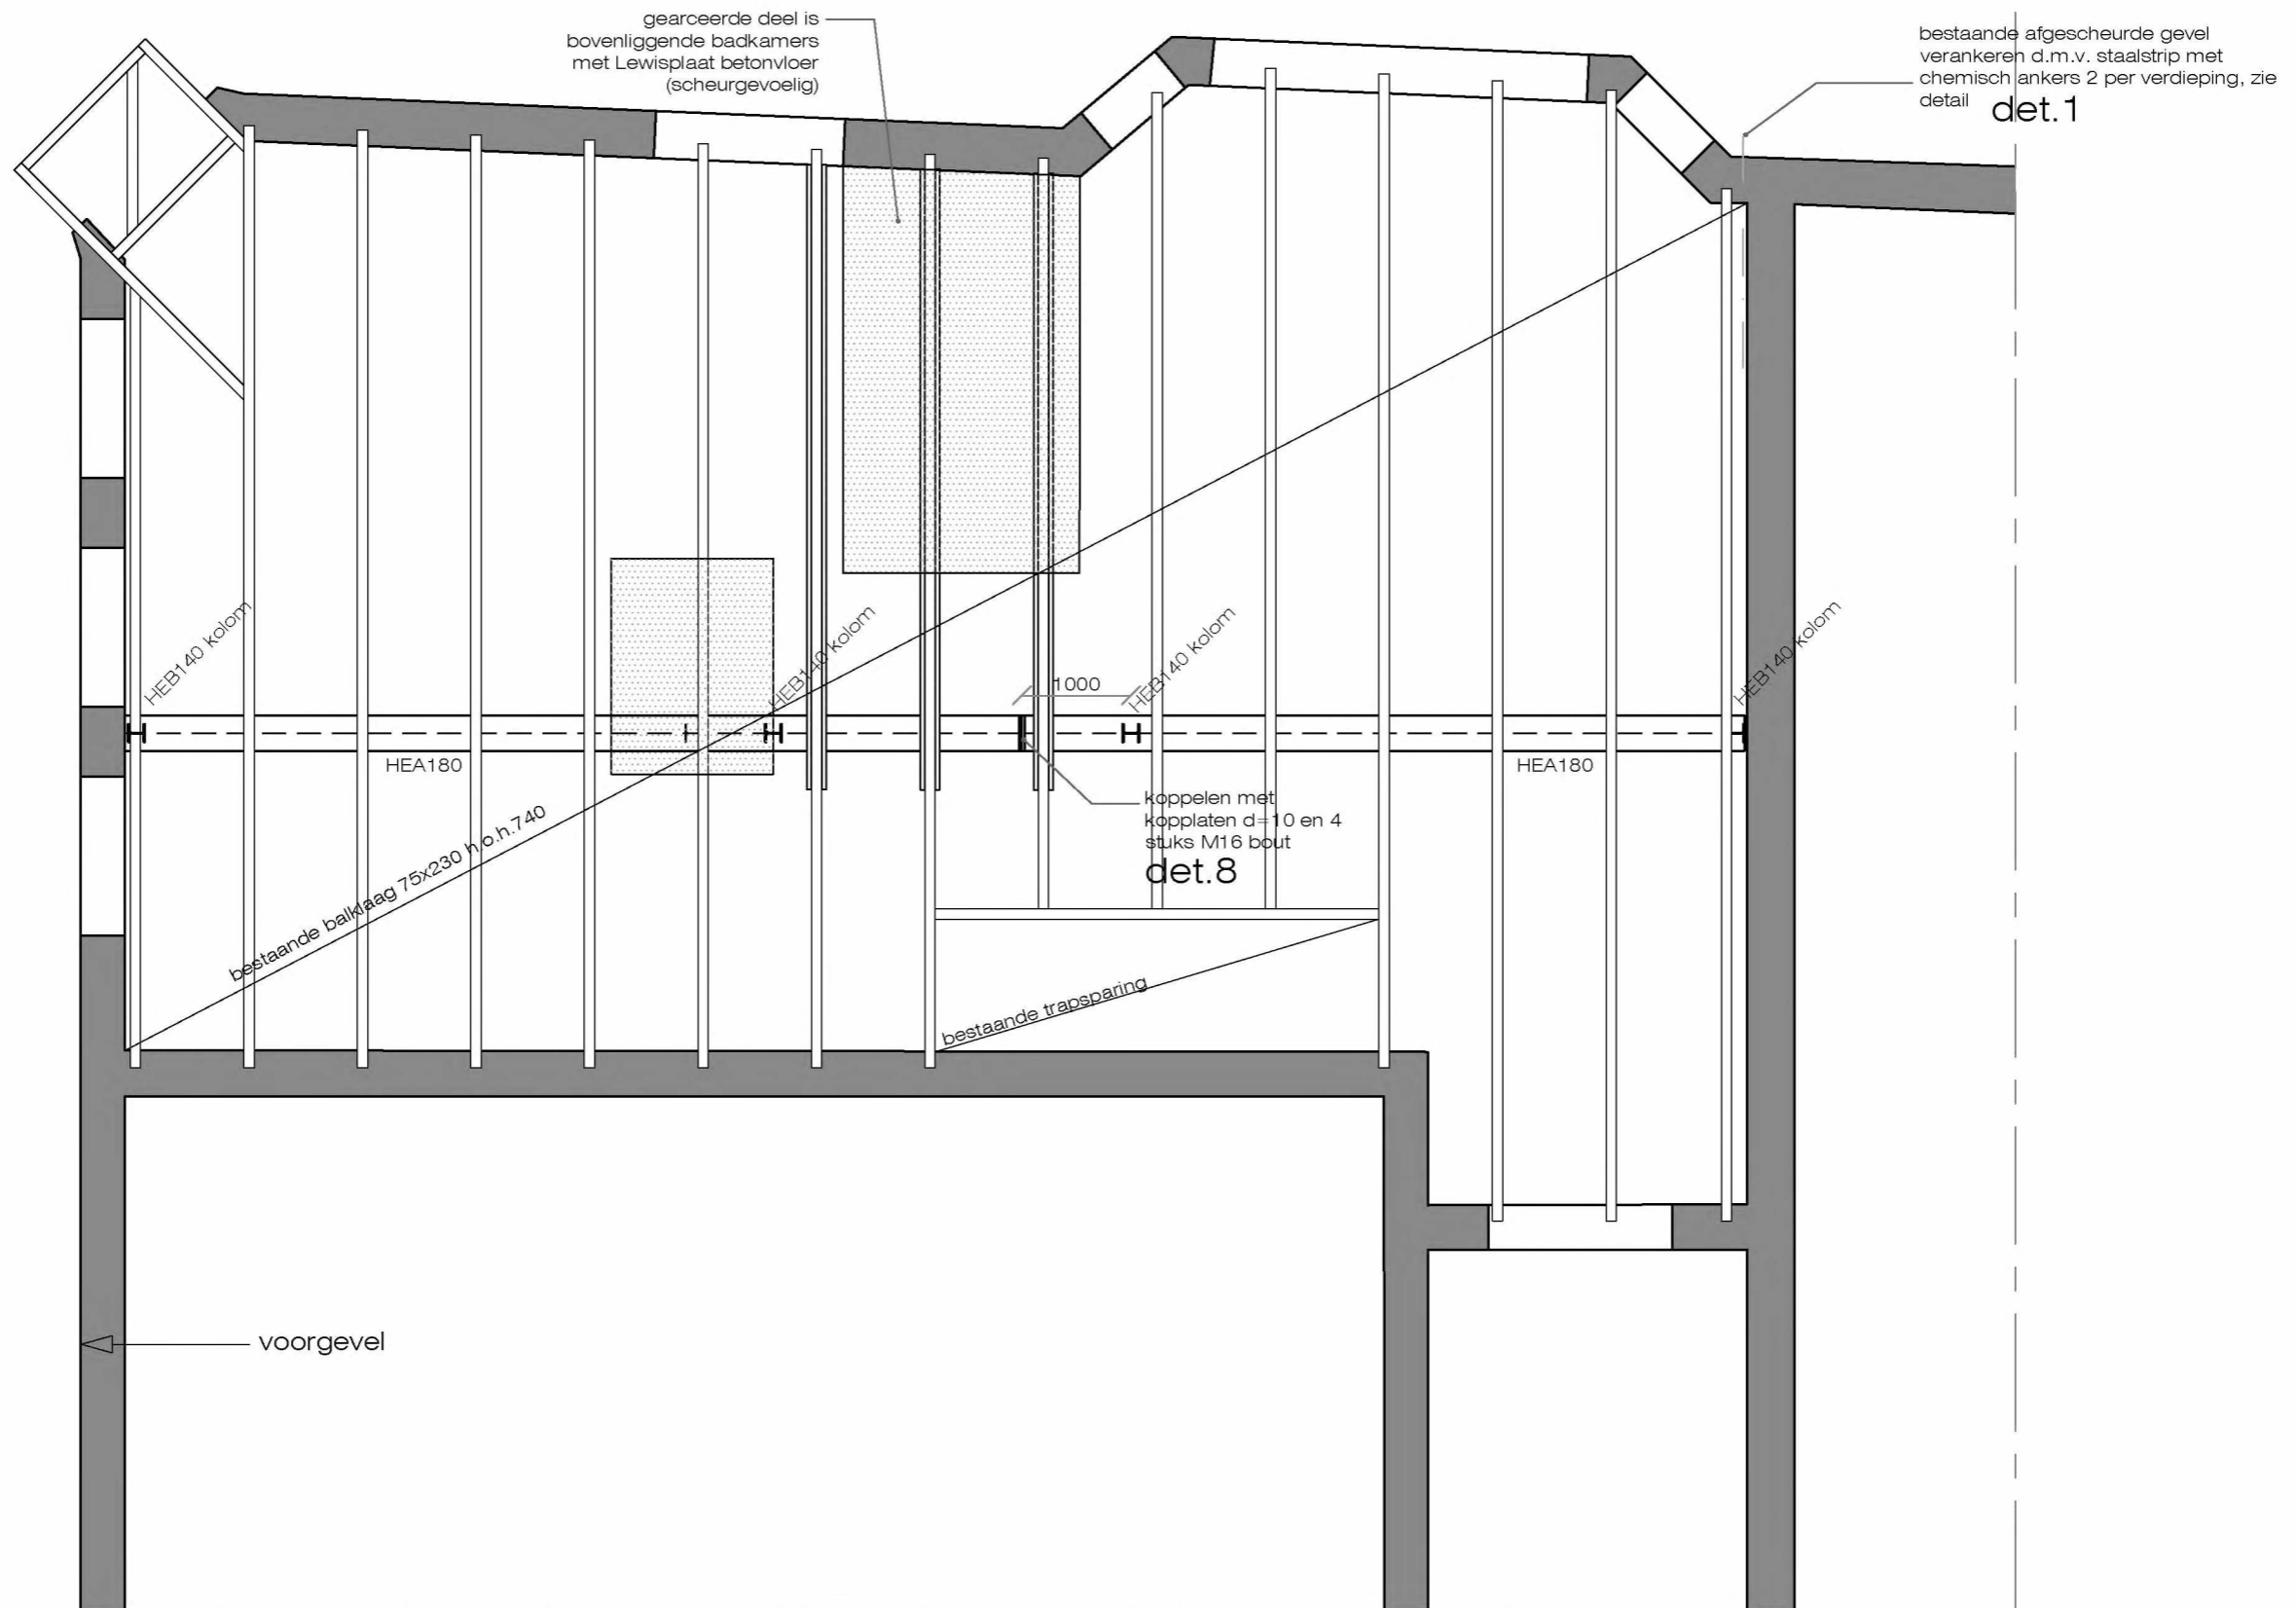 gearceerde deel is
bovenliggende badkamers
met Lewisplaat betonvloer
(scheurgevoelig)
bestaande afgescheurde gevel
verankeren d.m.v. staalstrip met
chemisch ankers 2 per verdieping, zie
detail det.1
HEB140 kolom
HEB140 kolom
HEB140 kolom
HEB140 kolom
1000
HEA180
HEA180
koppelen met
kopplaten d=10 en 4
stuks M16 bout
det.8
bestaande balklaag 75x230 h.o.h.740
bestaande trapsparing
voorgevel